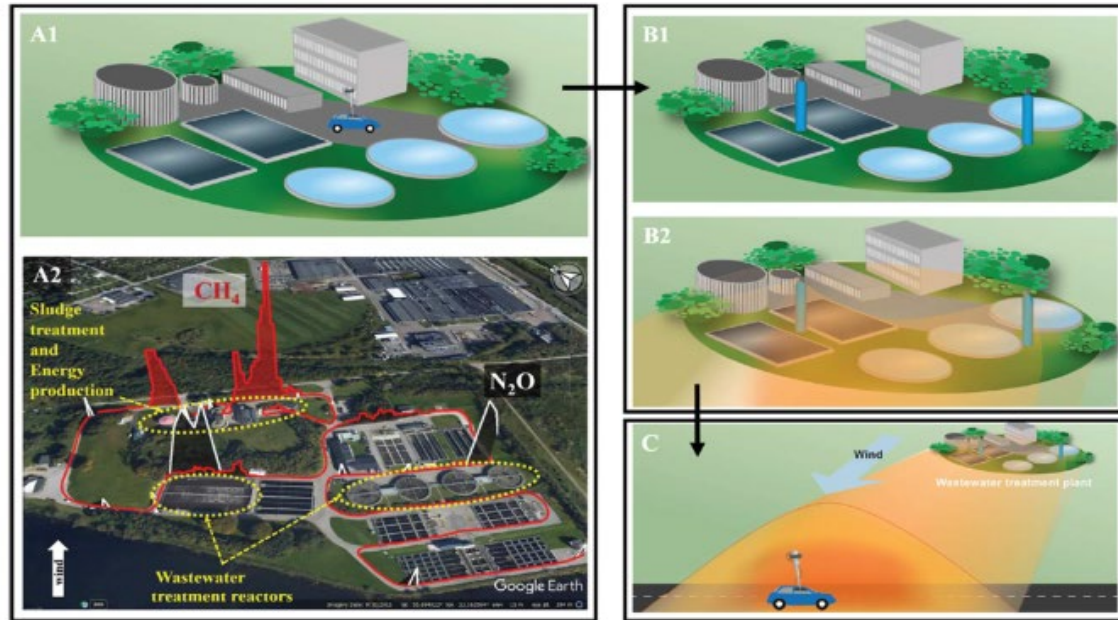 A1
A2
CH₄
Sludge
treatment
and
Energy
production
N₂O
wind
Wastewater
treatment reactors
Google Earth
B1
B2
C
Wind
Wastewater treatment plant